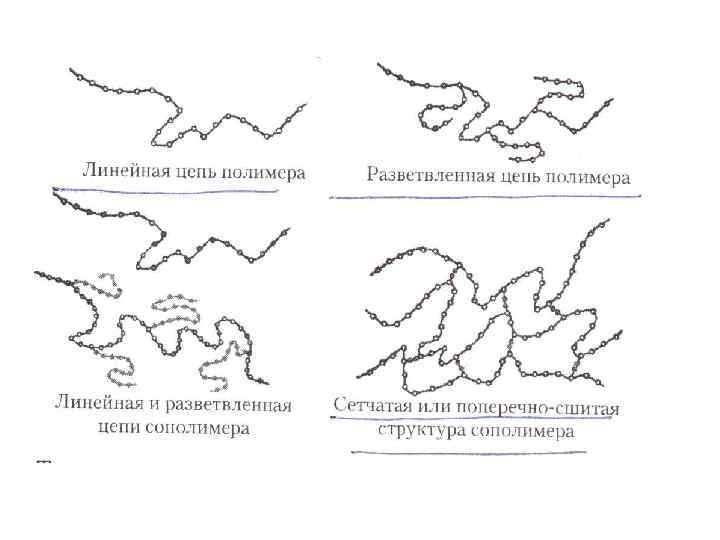 Линейная цепь полимера
Разветвленная цепь полимера
Линейная и разветвленная
цепи сополимера
Сетчатая или поперечно-сшитая
структура сополимера